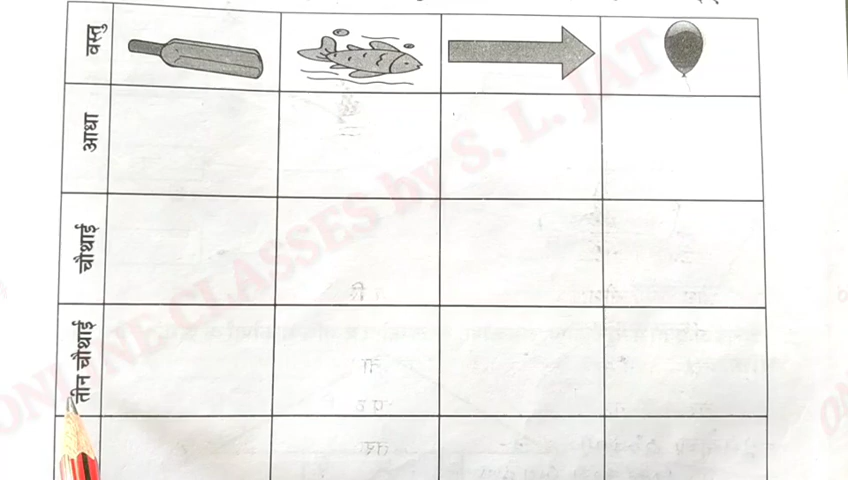 वस्तु
आधा
चौथाई
तीन चौथाई
ONLINE CLASSES by S. L. JAT